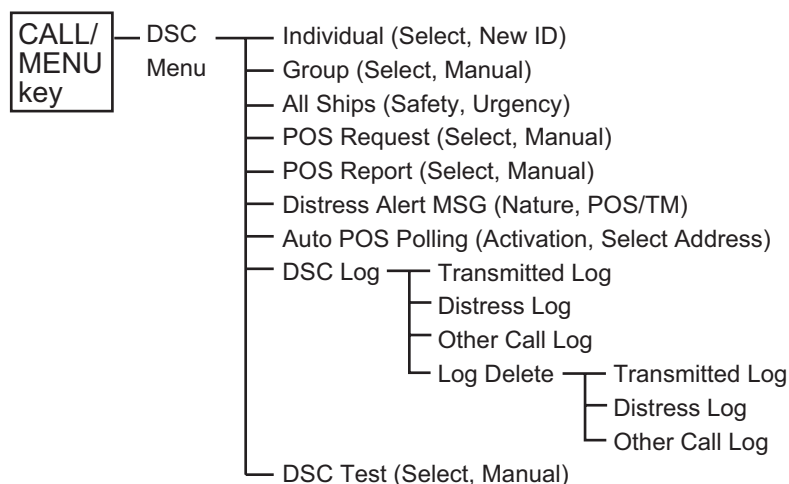 CALL/
MENU
key
DSC
Menu
Individual (Select, New ID)
Group (Select, Manual)
All Ships (Safety, Urgency)
POS Request (Select, Manual)
POS Report (Select, Manual)
Distress Alert MSG (Nature, POS/TM)
Auto POS Polling (Activation, Select Address)
DSC Log
Transmitted Log
Distress Log
Other Call Log
Log Delete
Transmitted Log
Distress Log
Other Call Log
DSC Test (Select, Manual)